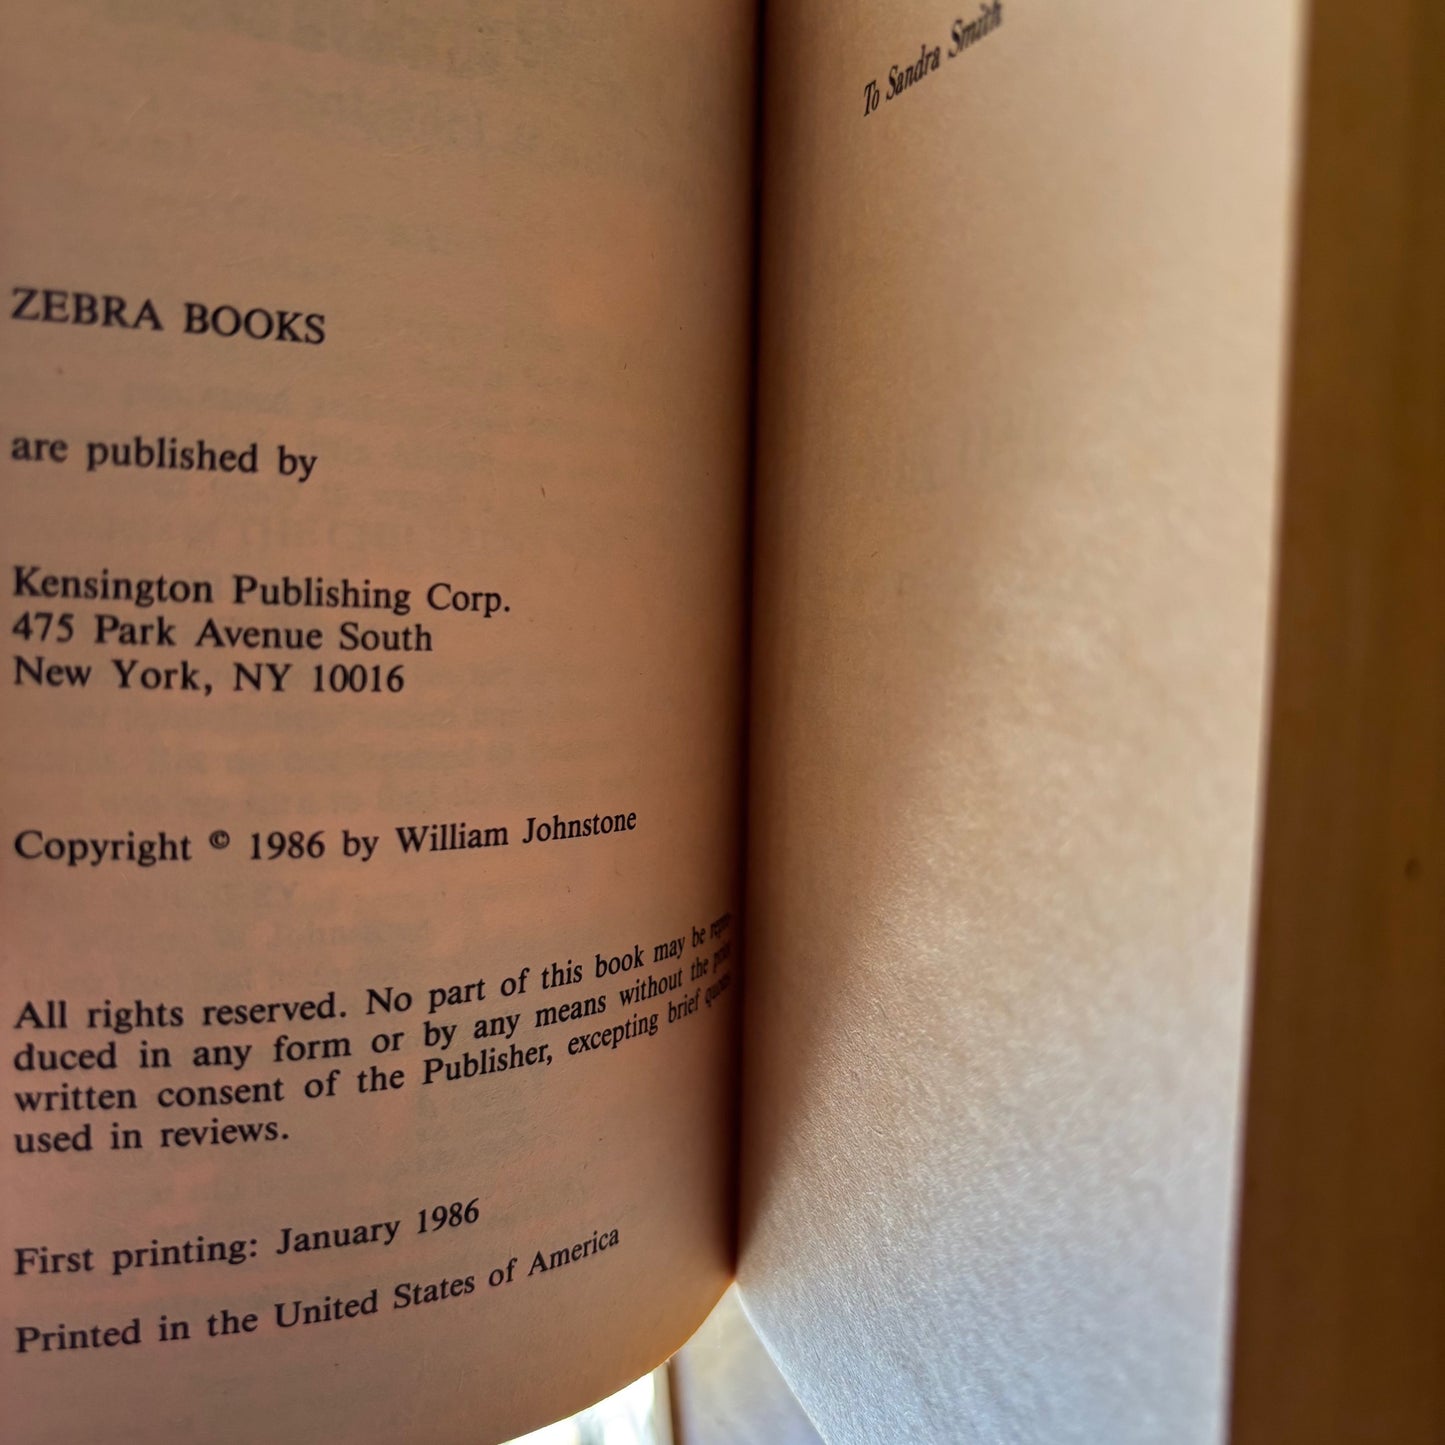 ZEBRA BOOKS
are published by
Kensington Publishing Corp.
475 Park Avenue South
New York, NY 10016
Copyright © 1986 by William Johnstone
All rights reserved. No part of this book may be repro-
duced in any form or by any means without the prior
written consent of the Publisher, excepting brief quotes
used in reviews.
First printing: January 1986
Printed in the United States of America
To Sandra Smith